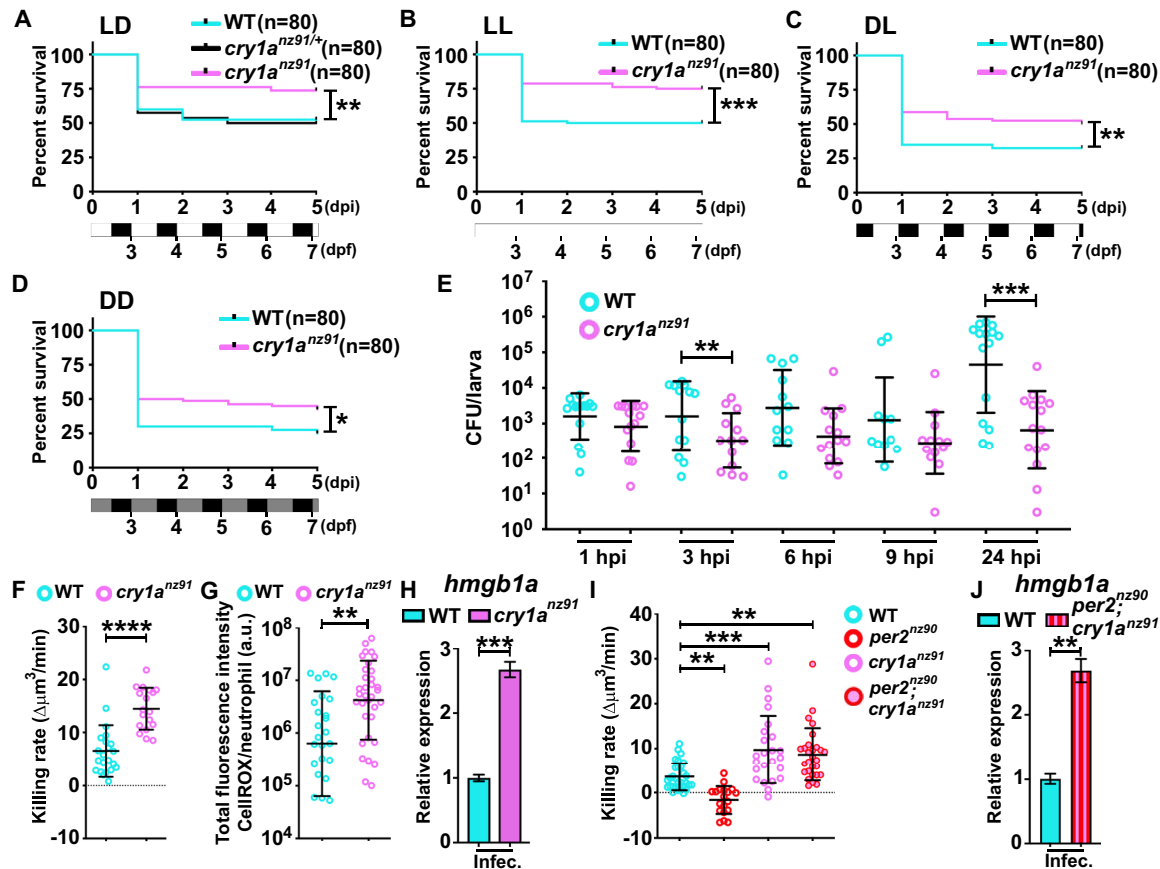 A LD
WT(n=80)
cry1a^nz91/+(n=80)
cry1a^nz91(n=80)
Percent survival
100
75
50
25
0
**
0 1 2 3 4 5 (dpi)
3 4 5 6 7 (dpf)
B LL
WT(n=80)
cry1a^nz91(n=80)
Percent survival
100
75
50
25
0
***
0 1 2 3 4 5 (dpi)
3 4 5 6 7 (dpf)
C DL
WT(n=80)
cry1a^nz91(n=80)
Percent survival
100
75
50
25
0
**
0 1 2 3 4 5 (dpi)
3 4 5 6 7 (dpf)
D DD
WT(n=80)
cry1a^nz91(n=80)
Percent survival
100
75
50
25
0
*
0 1 2 3 4 5 (dpi)
3 4 5 6 7 (dpf)
E
WT
cry1a^nz91
CFU/larva
10^7
10^6
10^5
10^4
10^3
10^2
10^1
10^0
**
***
1 hpi 3 hpi 6 hpi 9 hpi 24 hpi
F WT cry1a^nz91
Killing rate (Δµm³/min)
30
20
10
0
-10
****
G WT cry1a^nz91
Total fluorescence intensity
CellROX/neutrophil (a.u.)
10^8
10^7
10^6
10^5
10^4
**
H hmgb1a
WT cry1a^nz91
Relative expression
3
2
1
0
***
Infec.
I
WT
per2^nz90
cry1a^nz91
per2^nz90;
cry1a^nz91
Killing rate (Δµm³/min)
40
30
20
10
0
-10
**
***
**
J hmgb1a
WT per2^nz90;
cry1a^nz91
Relative expression
3
2
1
0
**
Infec.